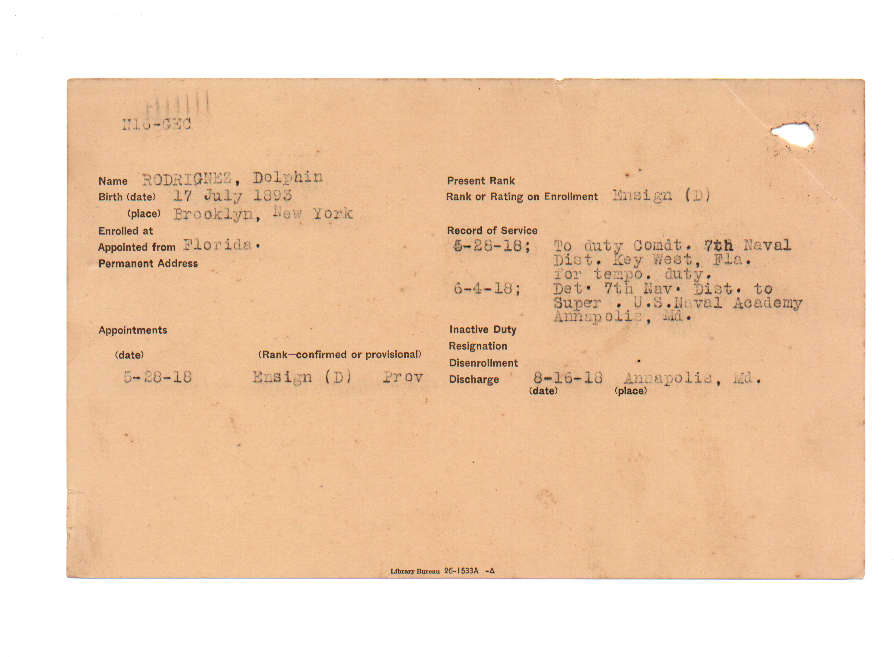 N18-GEC
Name RODRIGNEZ, Dolphin
Birth (date) 17 July 1893
(place) Brooklyn, New York
Enrolled at
Appointed from Florida.
Permanent Address
Appointments
(date) (Rank—confirmed or provisional)
5-28-18 Ensign (D) Prov
Present Rank
Rank or Rating on Enrollment Ensign (D)
Record of Service
5-28-18; To duty Comdt. 7th Naval
Dist. Key West, Fla.
for tempo. duty.
6-4-18; Det. 7th Nav. Dist. to
Super . U.S.Naval Academy
Annapolis, Md.
Inactive Duty
Resignation
Disenrollment
Discharge 8-16-18 Annapolis, Md.
(date) (place)
Library Bureau 26-1533A -A